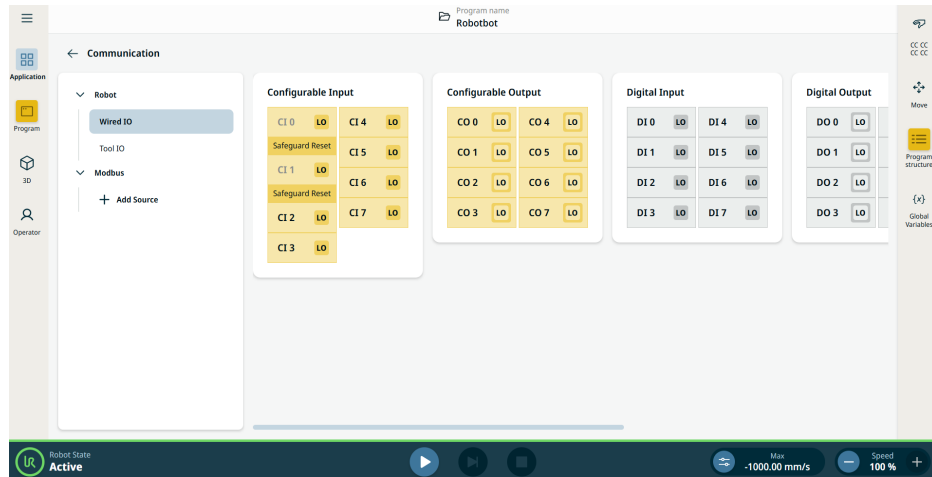 Program name
Robotbot
Application
Program
3D
Operator
Communication
Robot
Wired IO
Tool IO
Modbus
Add Source
Configurable Input
CI 0 LO CI 4 LO
Safeguard Reset
CI 5 LO
CI 1 LO
CI 6 LO
Safeguard Reset
CI 2 LO CI 7 LO
CI 3 LO
Configurable Output
CO 0 LO CO 4 LO
CO 1 LO CO 5 LO
CO 2 LO CO 6 LO
CO 3 LO CO 7 LO
Digital Input
DI 0 LO DI 4 LO
DI 1 LO DI 5 LO
DI 2 LO DI 6 LO
DI 3 LO DI 7 LO
Digital Output
DO 0 LO
DO 1 LO
DO 2 LO
DO 3 LO
CC CC
CC CC
Move
Program
structure
{x}
Global
Variables
UR
Robot State
Active
Max
-1000.00 mm/s
Speed
100 %